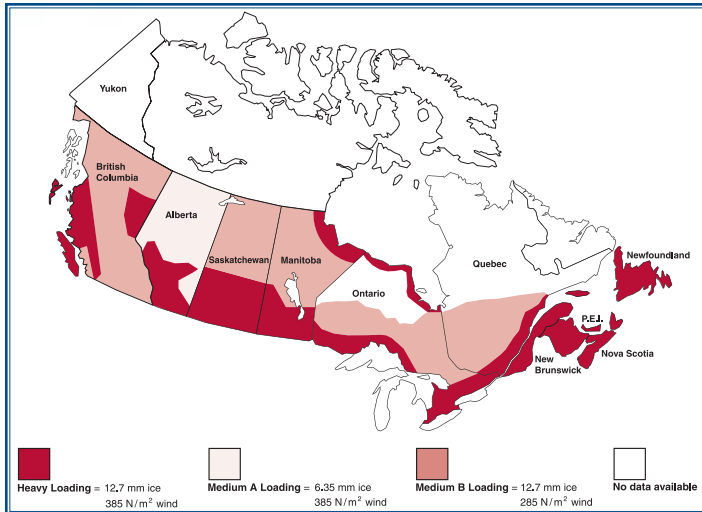 Yukon
British
Columbia
Alberta
Saskatchewan
Manitoba
Ontario
Quebec
Newfoundland
P.E.I.
New
Brunswick
Nova Scotia
Heavy Loading = 12.7 mm ice
385 N/m² wind
Medium A Loading = 6.35 mm ice
385 N/m² wind
Medium B Loading = 12.7 mm ice
285 N/m² wind
No data available